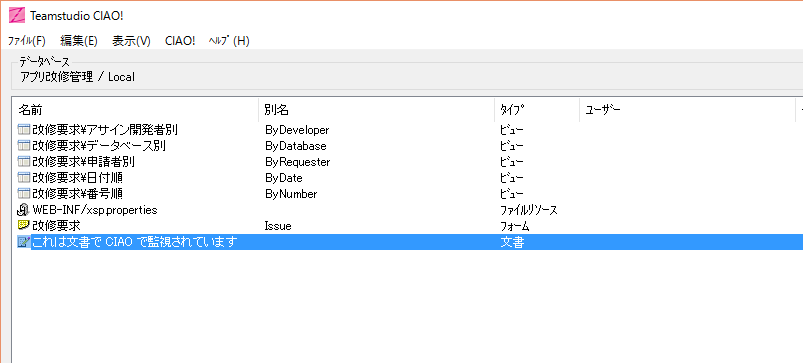 Teamstudio CIAO!
ﾌｧｲﾙ(F) 編集(E) 表示(V) CIAO! ﾍﾙﾌﾟ(H)
データベース
アプリ改修管理 / Local
名前 別名 ﾀｲﾌﾟ ユーザー
改修要求¥アサイン開発者別 ByDeveloper ビュー
改修要求¥データベース別 ByDatabase ビュー
改修要求¥申請者別 ByRequester ビュー
改修要求¥日付順 ByDate ビュー
改修要求¥番号順 ByNumber ビュー
WEB-INF/xsp.properties ファイルリソース
改修要求 Issue フォーム
これは文書で CIAO で監視されています 文書